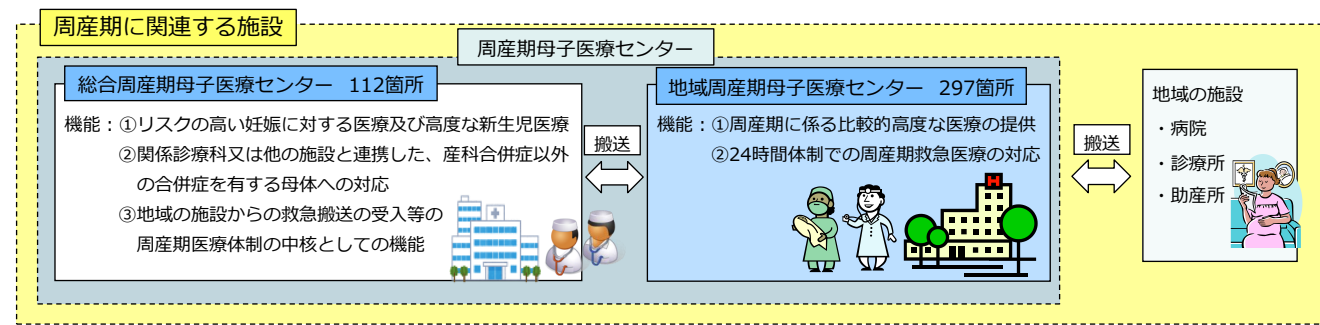 周産期に関連する施設
周産期母子医療センター
総合周産期母子医療センター 112箇所
機能:①リスクの高い妊娠に対する医療及び高度な新生児医療
②関係診療科又は他の施設と連携した、産科合併症以外
の合併症を有する母体への対応
③地域の施設からの救急搬送の受入等の
周産期医療体制の中核としての機能
搬送
地域周産期母子医療センター 297箇所
機能:①周産期に係る比較的高度な医療の提供
②24時間体制での周産期救急医療の対応
H
搬送
地域の施設
・病院
・診療所
・助産所